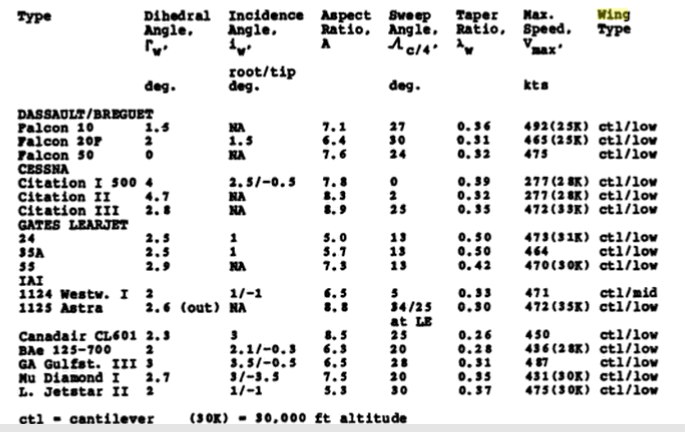 Type Dihedral Incidence Aspect Sweep Taper Max. Wing
Angle, Angle, Ratio, Angle, Ratio, Speed, Type
Γw, iw, A Λc/4, λw Vmax,
root/tip
deg. deg. deg. kts
DASSAULT/BREGUET
Falcon 10 1.5 NA 7.1 27 0.36 492(25K) ctl/low
Falcon 20F 2 1.5 6.4 30 0.31 465(25K) ctl/low
Falcon 50 0 NA 7.6 24 0.32 475 ctl/low
CESSNA
Citation I 500 4 2.5/-0.5 7.8 0 0.39 277(28K) ctl/low
Citation II 4.7 NA 8.3 2 0.32 277(28K) ctl/low
Citation III 2.8 NA 8.9 25 0.35 472(33K) ctl/low
GATES LEARJET
24 2.5 1 5.0 13 0.50 473(31K) ctl/low
35A 2.5 1 5.7 13 0.50 464 ctl/low
55 2.9 NA 7.3 13 0.42 470(30K) ctl/low
IAI
1124 Westw. I 2 1/-1 6.5 5 0.33 471 ctl/mid
1125 Astra 2.6 (out) NA 8.8 34/25 0.30 472(35K) ctl/low
at LE
Canadair CL601 2.3 3 8.5 25 0.26 450 ctl/low
BAe 125-700 2 2.1/-0.3 6.3 20 0.28 436(28K) ctl/low
GA Gulfst. III 3 3.5/-0.5 6.5 28 0.31 487 ctl/low
Mu Diamond I 2.7 3/-3.5 7.5 20 0.35 431(30K) ctl/low
L. Jetstar II 2 1/-1 5.3 30 0.37 475(30K) ctl/low
ctl = cantilever (30K) = 30,000 ft altitude